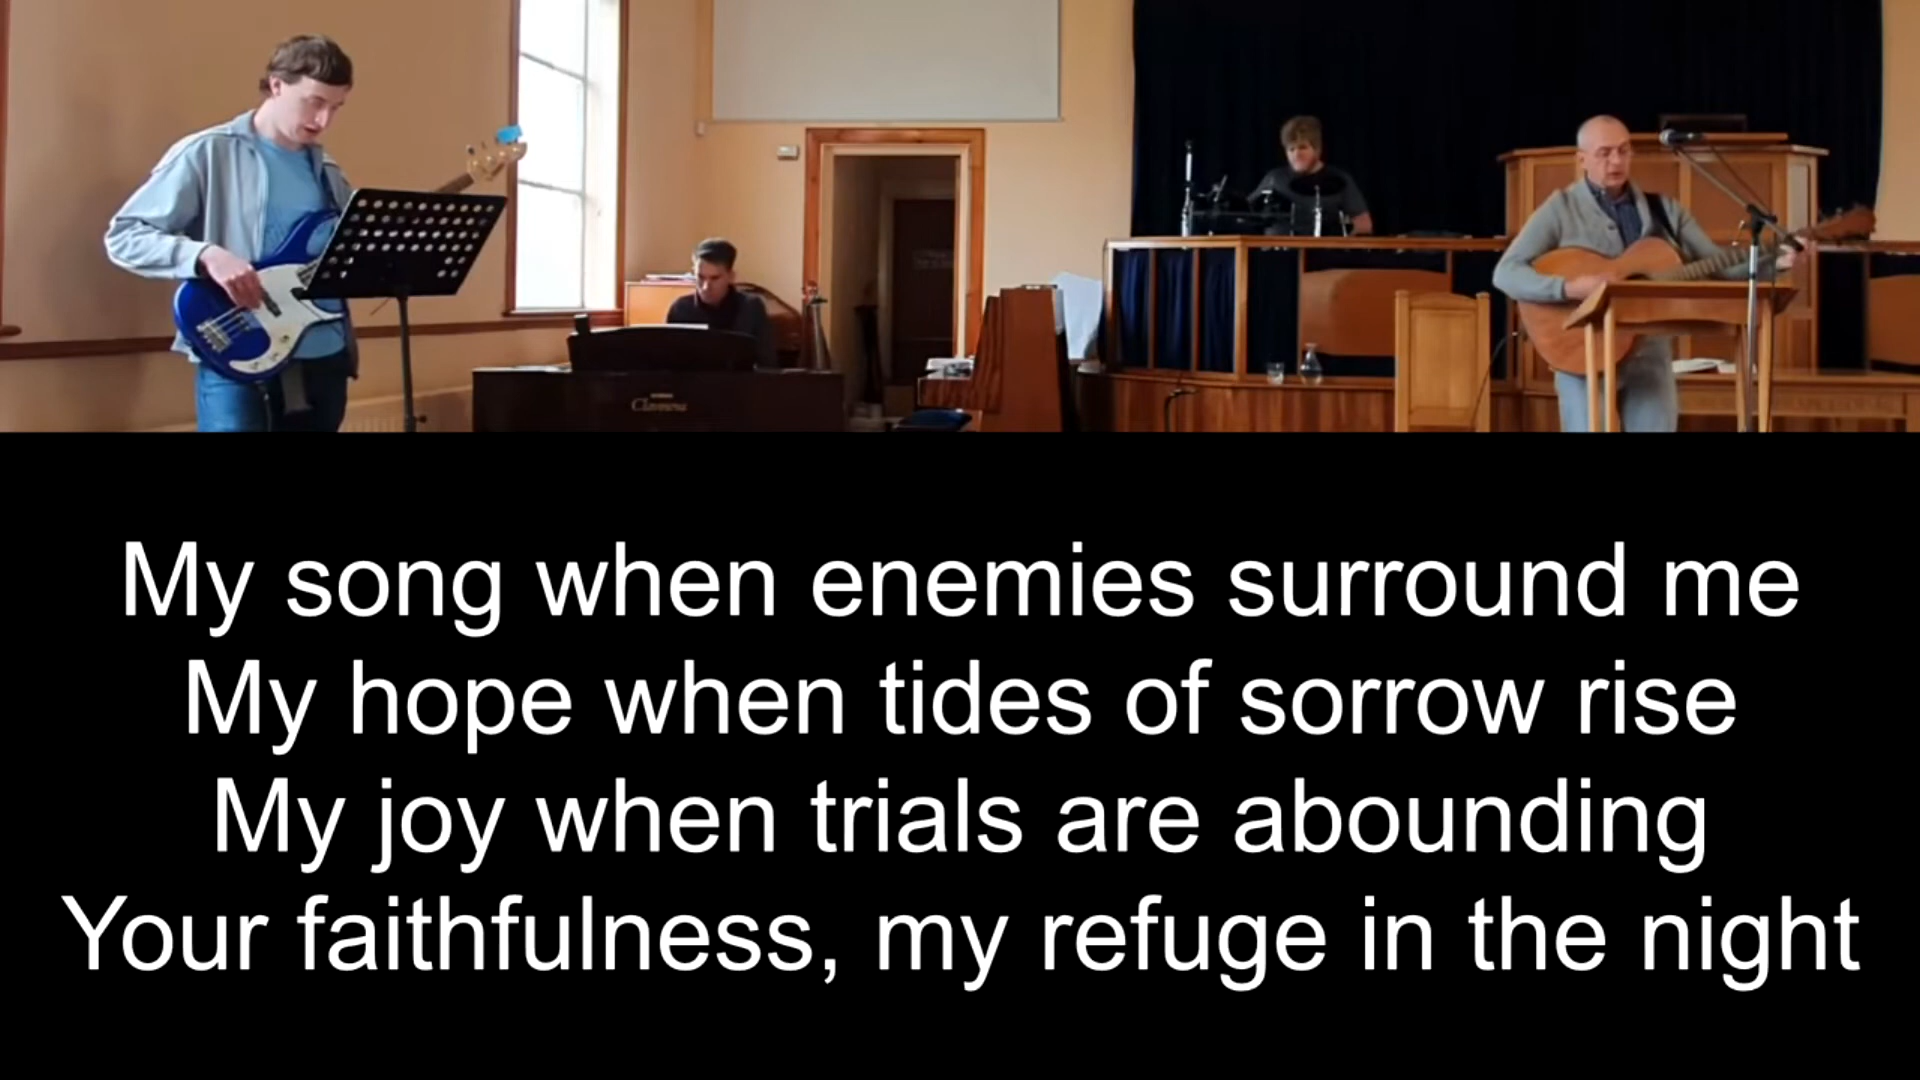 Clavinova
My song when enemies surround me
My hope when tides of sorrow rise
My joy when trials are abounding
Your faithfulness, my refuge in the night